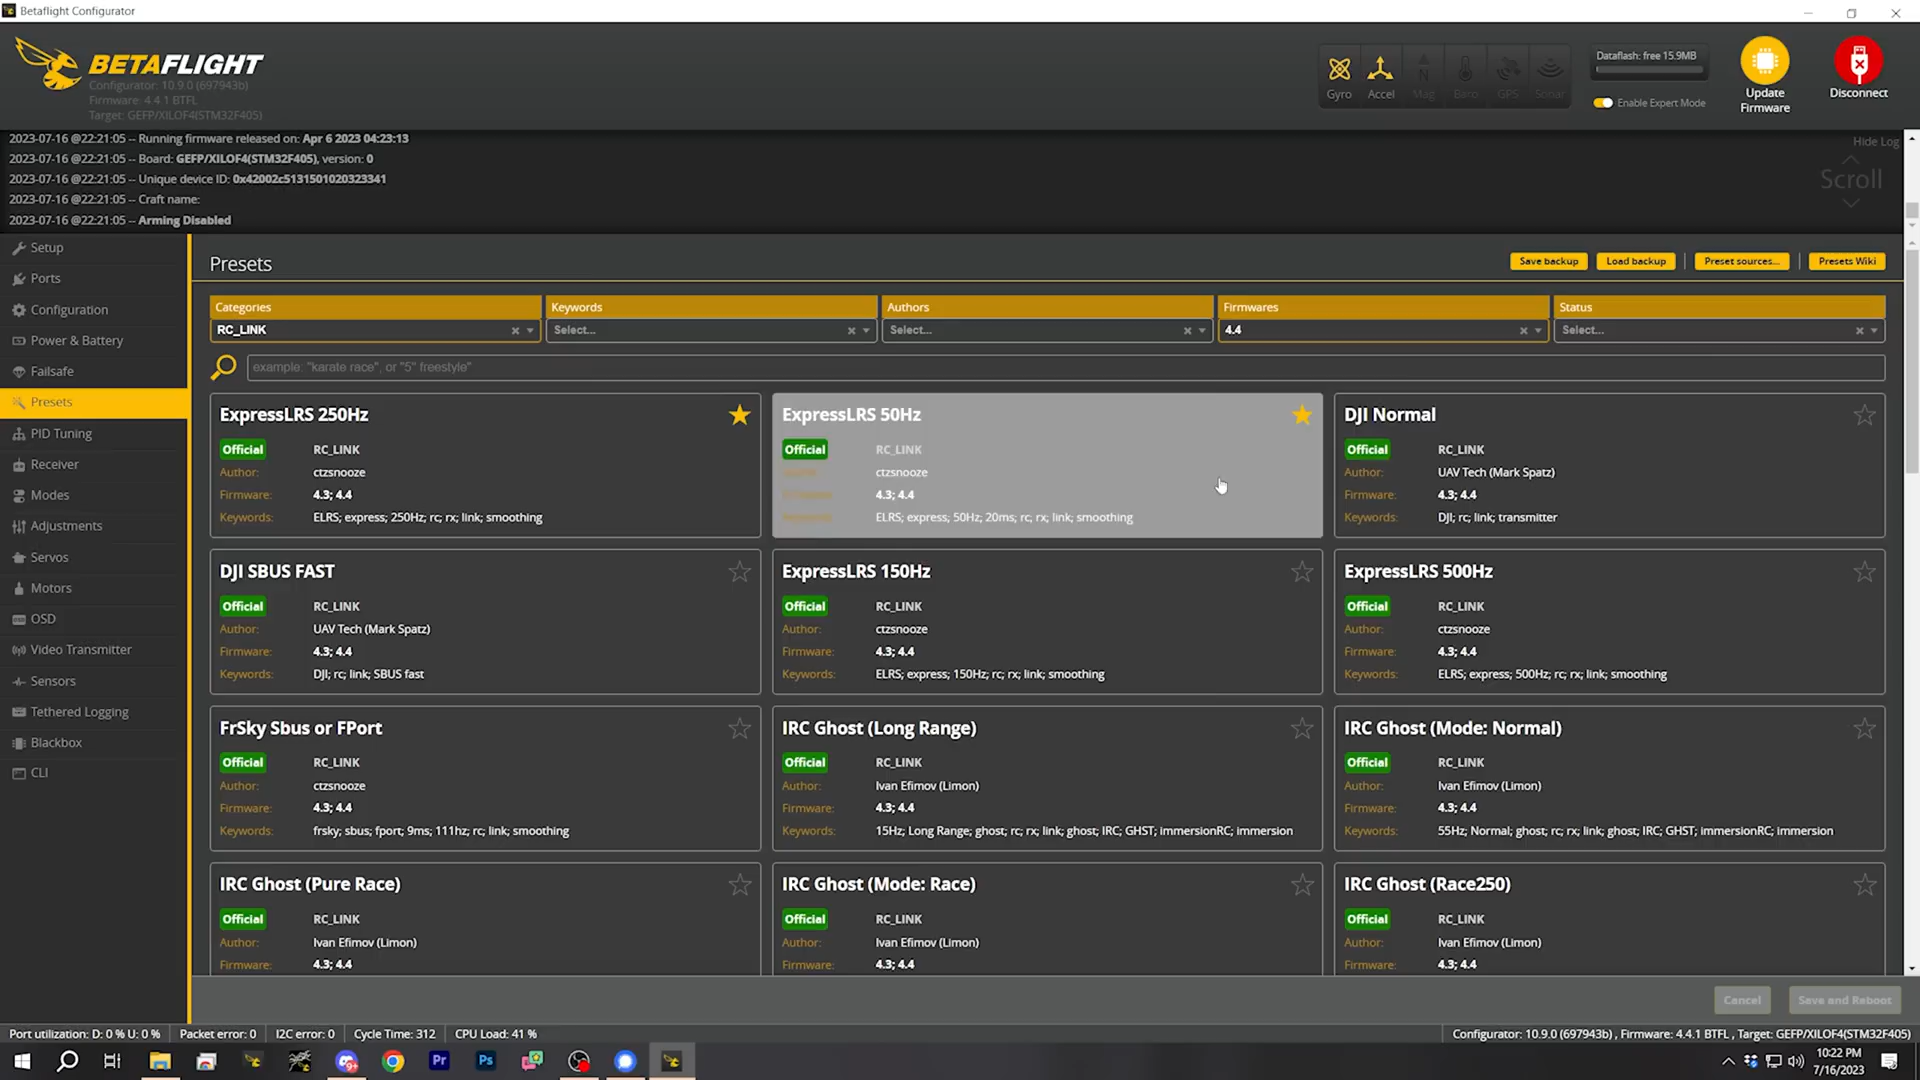 Betaflight Configurator
BETAFLIGHT
Configurator: 10.9.0 (697943b)
Firmware: 4.4.1 BTFL
Target: GEFP/XILOF4(STM32F405)
Gyro
Accel
Mag
Baro
GPS
Sonar
Dataflash: free 15.9MB
Enable Expert Mode
Update
Firmware
Disconnect
2023-07-16 @22:21:05 -- Running firmware released on: Apr 6 2023 04:23:13
2023-07-16 @22:21:05 -- Board: GEFP/XILOF4(STM32F405), version: 0
2023-07-16 @22:21:05 -- Unique device ID: 0x42002c5131501020323341
2023-07-16 @22:21:05 -- Craft name:
2023-07-16 @22:21:05 -- Arming Disabled
Hide Log
Scroll
Setup
Ports
Configuration
Power & Battery
Failsafe
Presets
PID Tuning
Receiver
Modes
Adjustments
Servos
Motors
OSD
Video Transmitter
Sensors
Tethered Logging
Blackbox
CLI
Presets
Save backup
Load backup
Preset sources...
Presets Wiki
Categories
RC_LINK
Keywords
Select...
Authors
Select...
Firmwares
4.4
Status
Select...
example: "karate race", or "5" freestyle"
ExpressLRS 250Hz
Official RC_LINK
Author: ctzsnooze
Firmware: 4.3; 4.4
Keywords: ELRS; express; 250Hz; rc; rx; link; smoothing
ExpressLRS 50Hz
Official RC_LINK
Author: ctzsnooze
Firmware: 4.3; 4.4
Keywords: ELRS; express; 50Hz; 20ms; rc; rx; link; smoothing
DJI Normal
Official RC_LINK
Author: UAV Tech (Mark Spatz)
Firmware: 4.3; 4.4
Keywords: DJI; rc; link; transmitter
DJI SBUS FAST
Official RC_LINK
Author: UAV Tech (Mark Spatz)
Firmware: 4.3; 4.4
Keywords: DJI; rc; link; SBUS fast
ExpressLRS 150Hz
Official RC_LINK
Author: ctzsnooze
Firmware: 4.3; 4.4
Keywords: ELRS; express; 150Hz; rc; rx; link; smoothing
ExpressLRS 500Hz
Official RC_LINK
Author: ctzsnooze
Firmware: 4.3; 4.4
Keywords: ELRS; express; 500Hz; rc; rx; link; smoothing
FrSky Sbus or FPort
Official RC_LINK
Author: ctzsnooze
Firmware: 4.3; 4.4
Keywords: frsky; sbus; fport; 9ms; 111hz; rc; link; smoothing
IRC Ghost (Long Range)
Official RC_LINK
Author: Ivan Efimov (Limon)
Firmware: 4.3; 4.4
Keywords: 15Hz; Long Range; ghost; rc; rx; link; ghost; IRC; GHST; immersionRC; immersion
IRC Ghost (Mode: Normal)
Official RC_LINK
Author: Ivan Efimov (Limon)
Firmware: 4.3; 4.4
Keywords: 55Hz; Normal; ghost; rc; rx; link; ghost; IRC; GHST; immersionRC; immersion
IRC Ghost (Pure Race)
Official RC_LINK
Author: Ivan Efimov (Limon)
Firmware: 4.3; 4.4
IRC Ghost (Mode: Race)
Official RC_LINK
Author: Ivan Efimov (Limon)
Firmware: 4.3; 4.4
IRC Ghost (Race250)
Official RC_LINK
Author: Ivan Efimov (Limon)
Firmware: 4.3; 4.4
Cancel
Save and Reboot
Port utilization: D: 0 % U: 0 %
Packet error: 0
I2C error: 0
Cycle Time: 312
CPU Load: 41 %
Configurator: 10.9.0 (697943b) , Firmware: 4.4.1 BTFL , Target: GEFP/XILOF4(STM32F405)
Pr
Ps
10:22 PM
7/16/2023